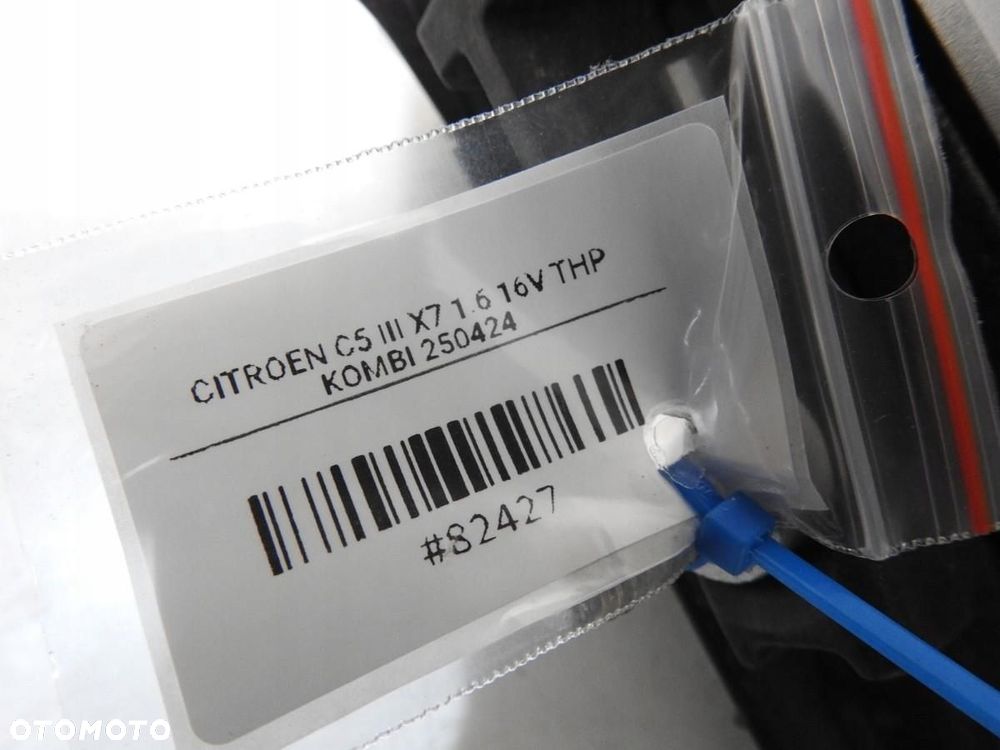 CITROEN C5 III X7 1.6 16V THP
KOMBI 250424
#82427
OTOMOTO